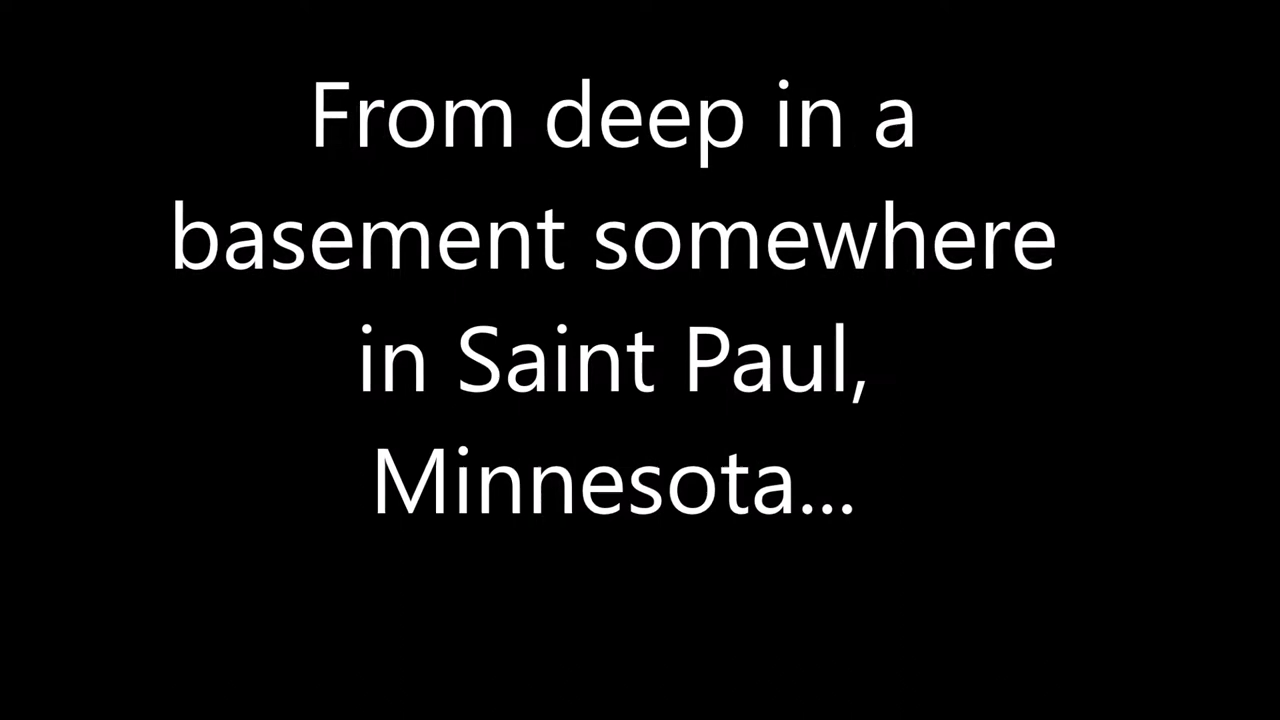 From deep in a
basement somewhere
in Saint Paul,
Minnesota...